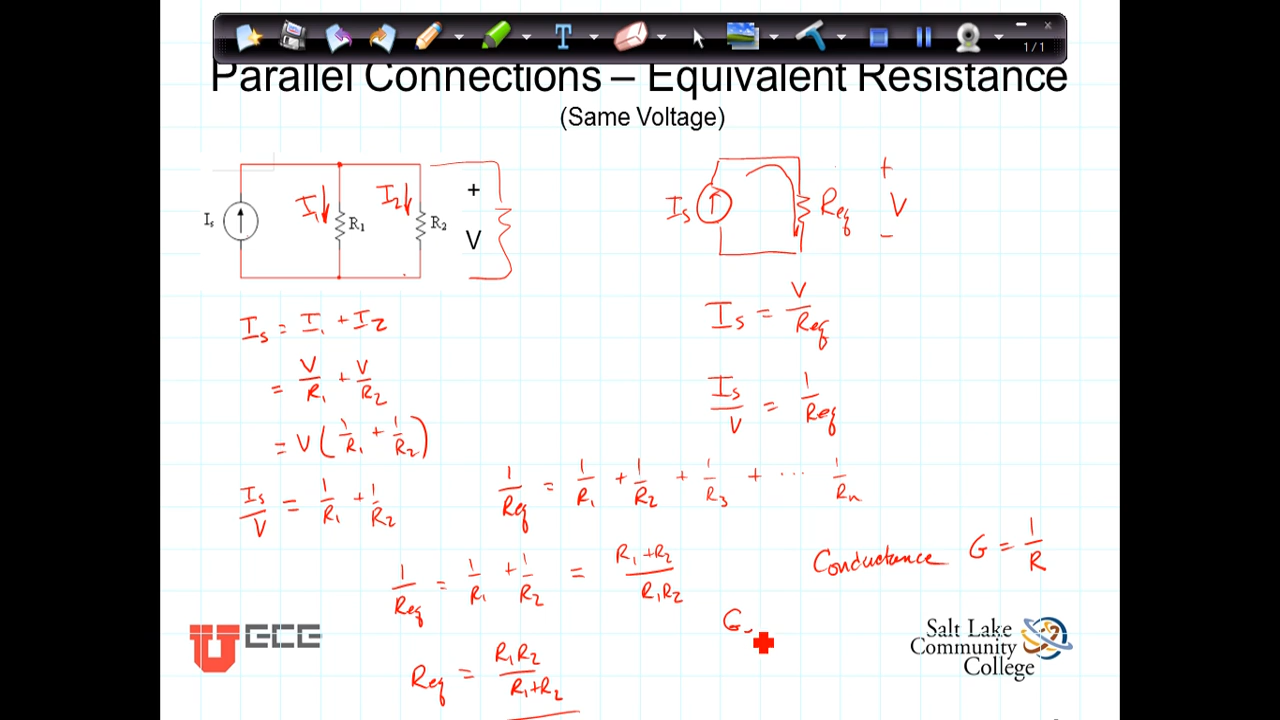 1/1
Parallel Connections – Equivalent Resistance
(Same Voltage)
Is I₁ R₁ I2 R₂ + V
Is Req + V −
Is = I₁ + I2
= V/R₁ + V/R₂
= V(1/R₁ + 1/R₂)
Is/V = 1/R₁ + 1/R₂
Is = V/Req
Is/V = 1/Req
1/Req = 1/R₁ + 1/R₂ + 1/R₃ + ... 1/Rn
1/Req = 1/R₁ + 1/R₂ = R₁+R₂/R₁R₂
Req = R₁R₂/R₁+R₂
Conductance G = 1/R
G
U ECE
Salt Lake
Community
College